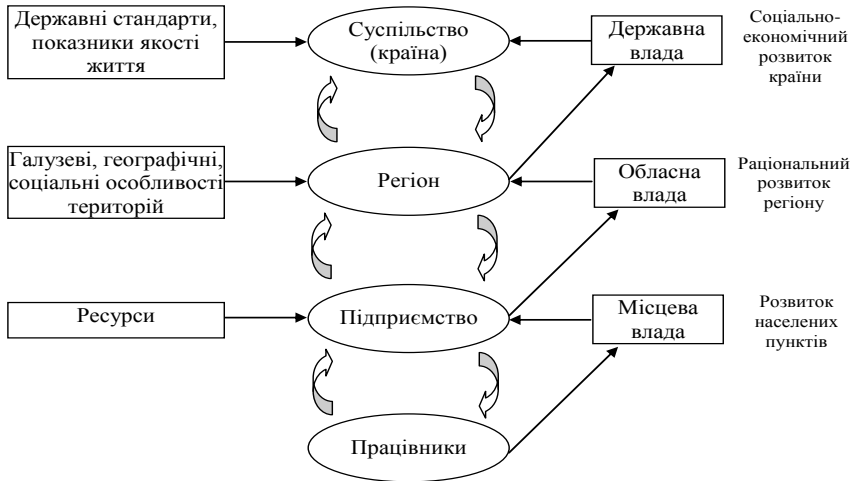 Державні стандарти,
показники якості
життя
Суспільство
(країна)
Державна
влада
Соціально-
економічний
розвиток
країни
Галузеві, географічні,
соціальні особливості
територій
Регіон
Обласна
влада
Раціональний
розвиток
регіону
Ресурси
Підприємство
Місцева
влада
Розвиток
населених
пунктів
Працівники